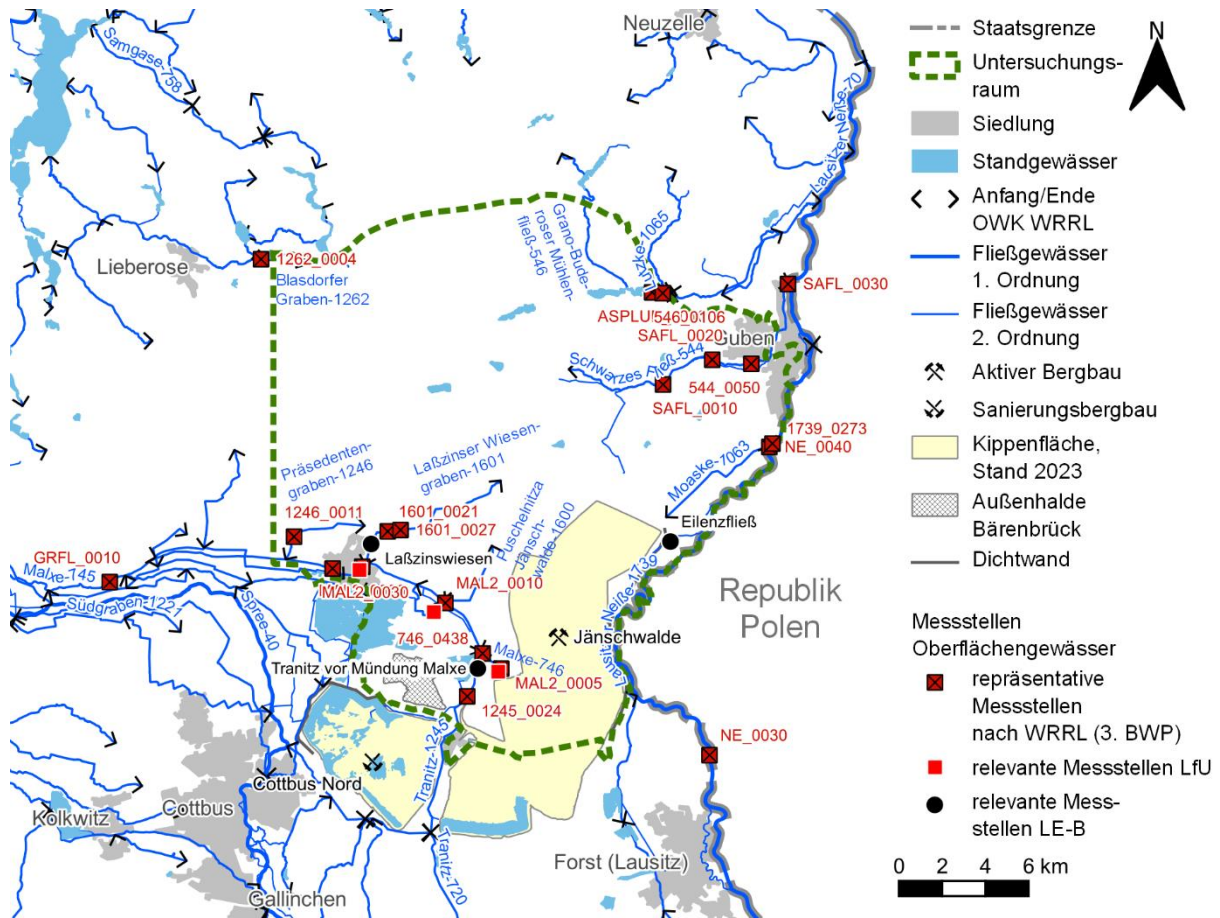 Neuzelle
Samgase-758
Lausitzer Neiße-70
Lieberose
1262_0004
Blasdorfer
Graben-1262
Grano-Bude-
roser Mühlen-
fließ-546
Lutzke-1065
SAFL_0030
SAFL_0020
Guben
Schwarzes Fließ-544
544_0050
SAFL_0010
1739_0273
NE_0040
Moaske-7063
Präsedenten-
graben-1246
Laßzinser Wiesen-
graben-1601
Puschelnitza
Jänsch-
walde-1600
1246_0011
1601_0021
1601_0027
Eilenzfließ
GRFL_0010
Laßzinswiesen
Malxe-745
MAL2_0010
MAL2_0030
Südgraben-1227
Spree-40
Lausitzer Neiße-1739
Republik
Polen
746_0438
Jänschwalde
Malxe-746
Tranitz vor Mündung Malxe
MAL2_0005
1245_0024
Tranitz-1245
NE_0030
Cottbus Nord
Cottbus
Kolkwitz
Tranitz-720
Forst (Lausitz)
Gallinchen
N
Staatsgrenze
Untersuchungs-
raum
Siedlung
Standgewässer
Anfang/Ende
OWK WRRL
Fließgewässer
1. Ordnung
Fließgewässer
2. Ordnung
Aktiver Bergbau
Sanierungsbergbau
Kippenfläche,
Stand 2023
Außenhalde
Bärenbrück
Dichtwand
Messstellen
Oberflächengewässer
repräsentative
Messstellen
nach WRRL (3. BWP)
relevante Messstellen LfU
relevante Mess-
stellen LE-B
0 2 4 6 km